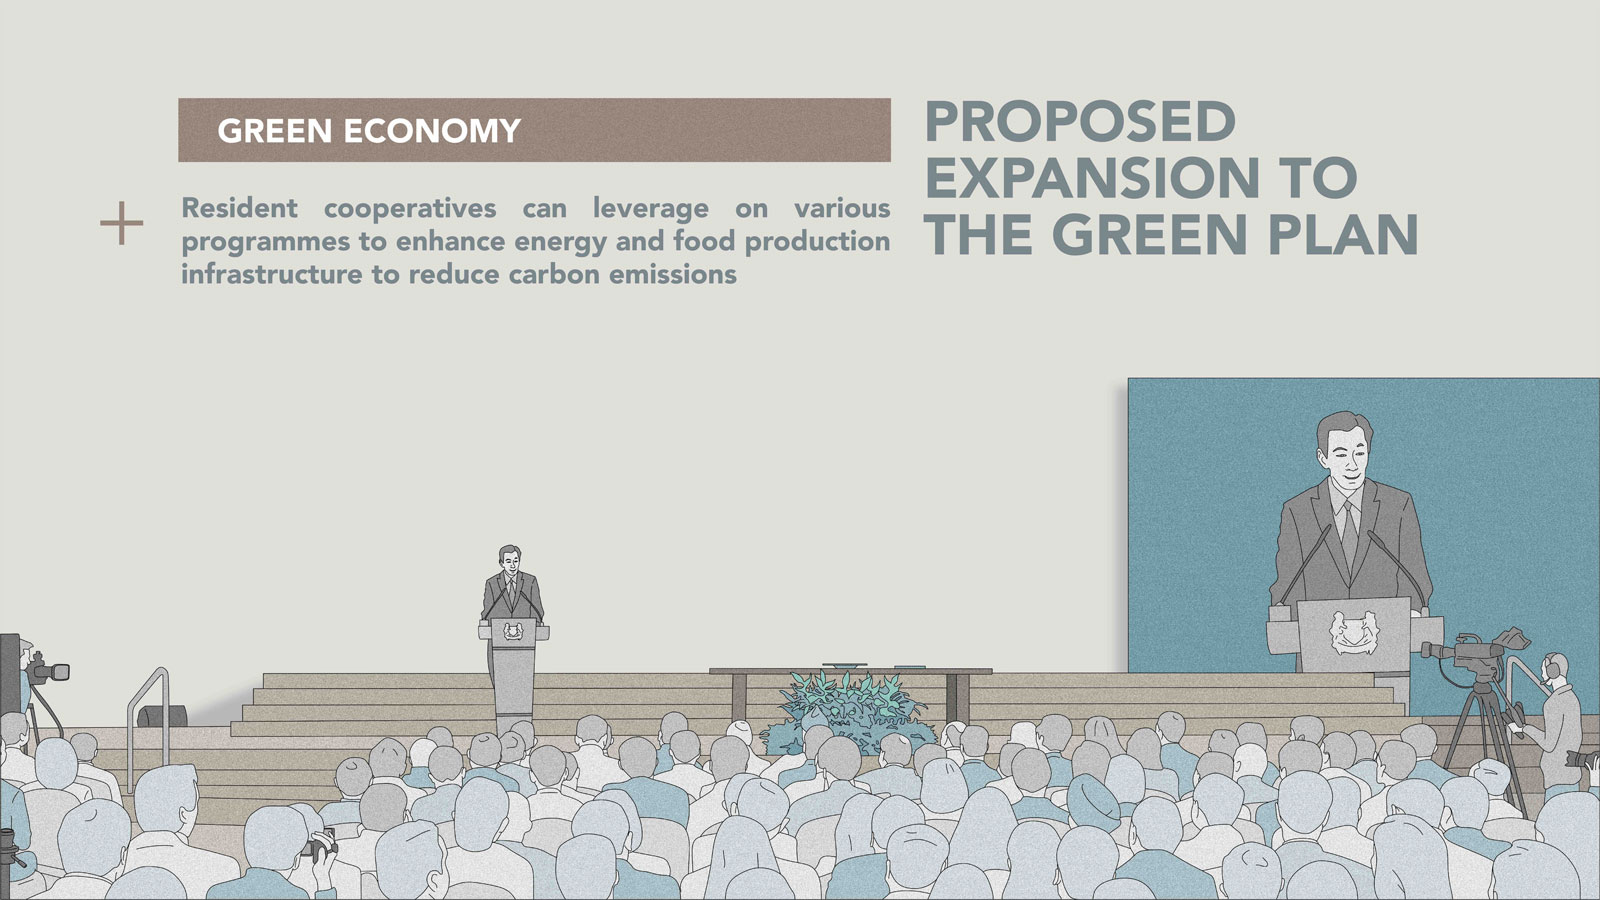 GREEN ECONOMY
Resident cooperatives can leverage on various
programmes to enhance energy and food production
infrastructure to reduce carbon emissions
PROPOSED
EXPANSION TO
THE GREEN PLAN